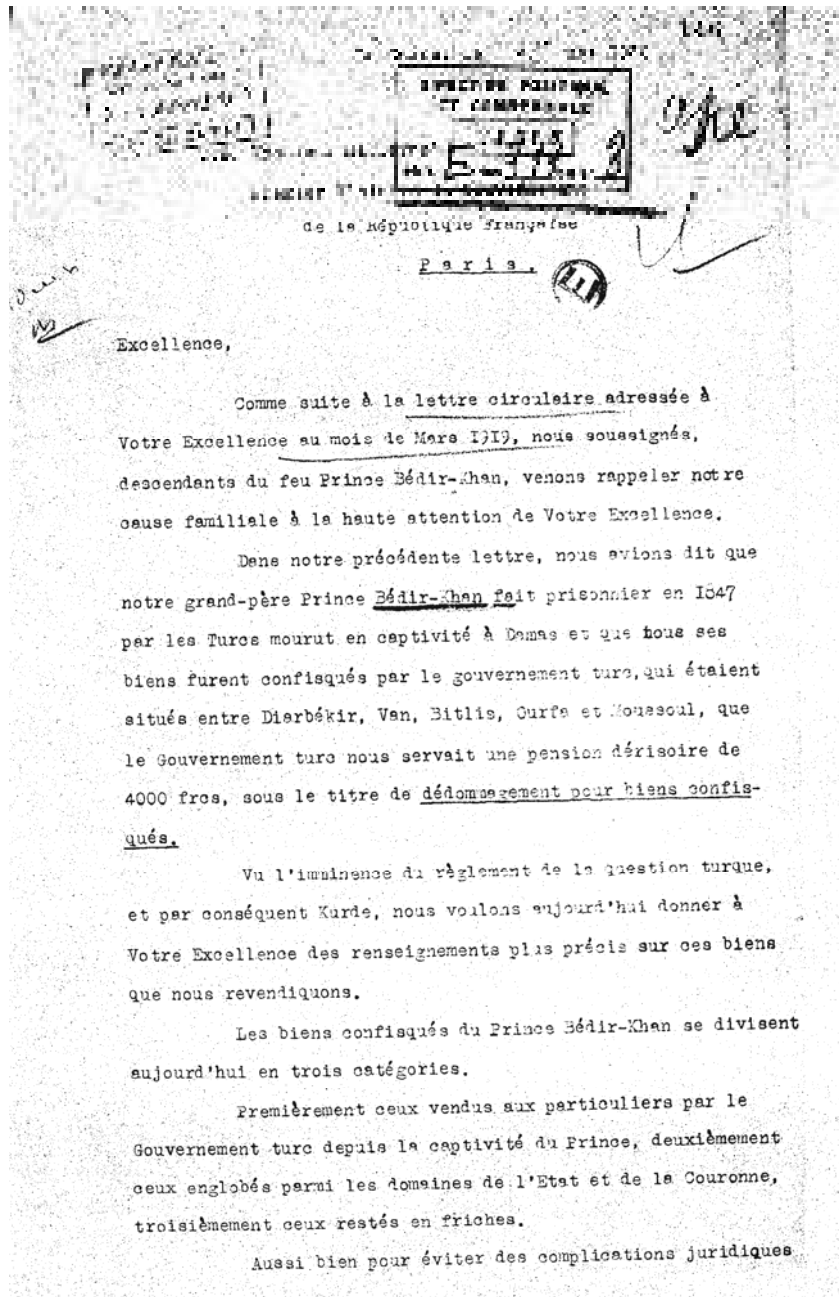 DIRECTION POLITIQUE
ET COMMERCIALE
de la République française
Paris.
Excellence,
Comme suite à la lettre circulaire adressée à
Votre Excellence au mois de Mars I9I9, nous soussignés,
descendants du feu Prince Bédir-Khan, venons rappeler notre
cause familiale à la haute attention de Votre Excellence.
Dans notre précédente lettre, nous avions dit que
notre grand-père Prince Bédir-Khan fait prisonnier en I847
par les Turcs mourut en captivité à Damas et que tous ses
biens furent confisqués par le gouvernement turc, qui étaient
situés entre Diarbékir, Van, Bitlis, Ourfa et Moussoul, que
le Gouvernement turc nous servait une pension dérisoire de
4000 frcs, sous le titre de dédommagement pour biens confis-
qués.
Vu l'imminence du règlement de la question turque,
et par conséquent Kurde, nous voulons aujourd'hui donner à
Votre Excellence des renseignements plus précis sur ces biens
que nous revendiquons.
Les biens confisqués du Prince Bédir-Khan se divisent
aujourd'hui en trois catégories.
Premièrement ceux vendus aux particuliers par le
Gouvernement turc depuis la captivité du Prince, deuxièmement
ceux englobés parmi les domaines de l'Etat et de la Couronne,
troisièmement ceux restés en friches.
Aussi bien pour éviter des complications juridiques